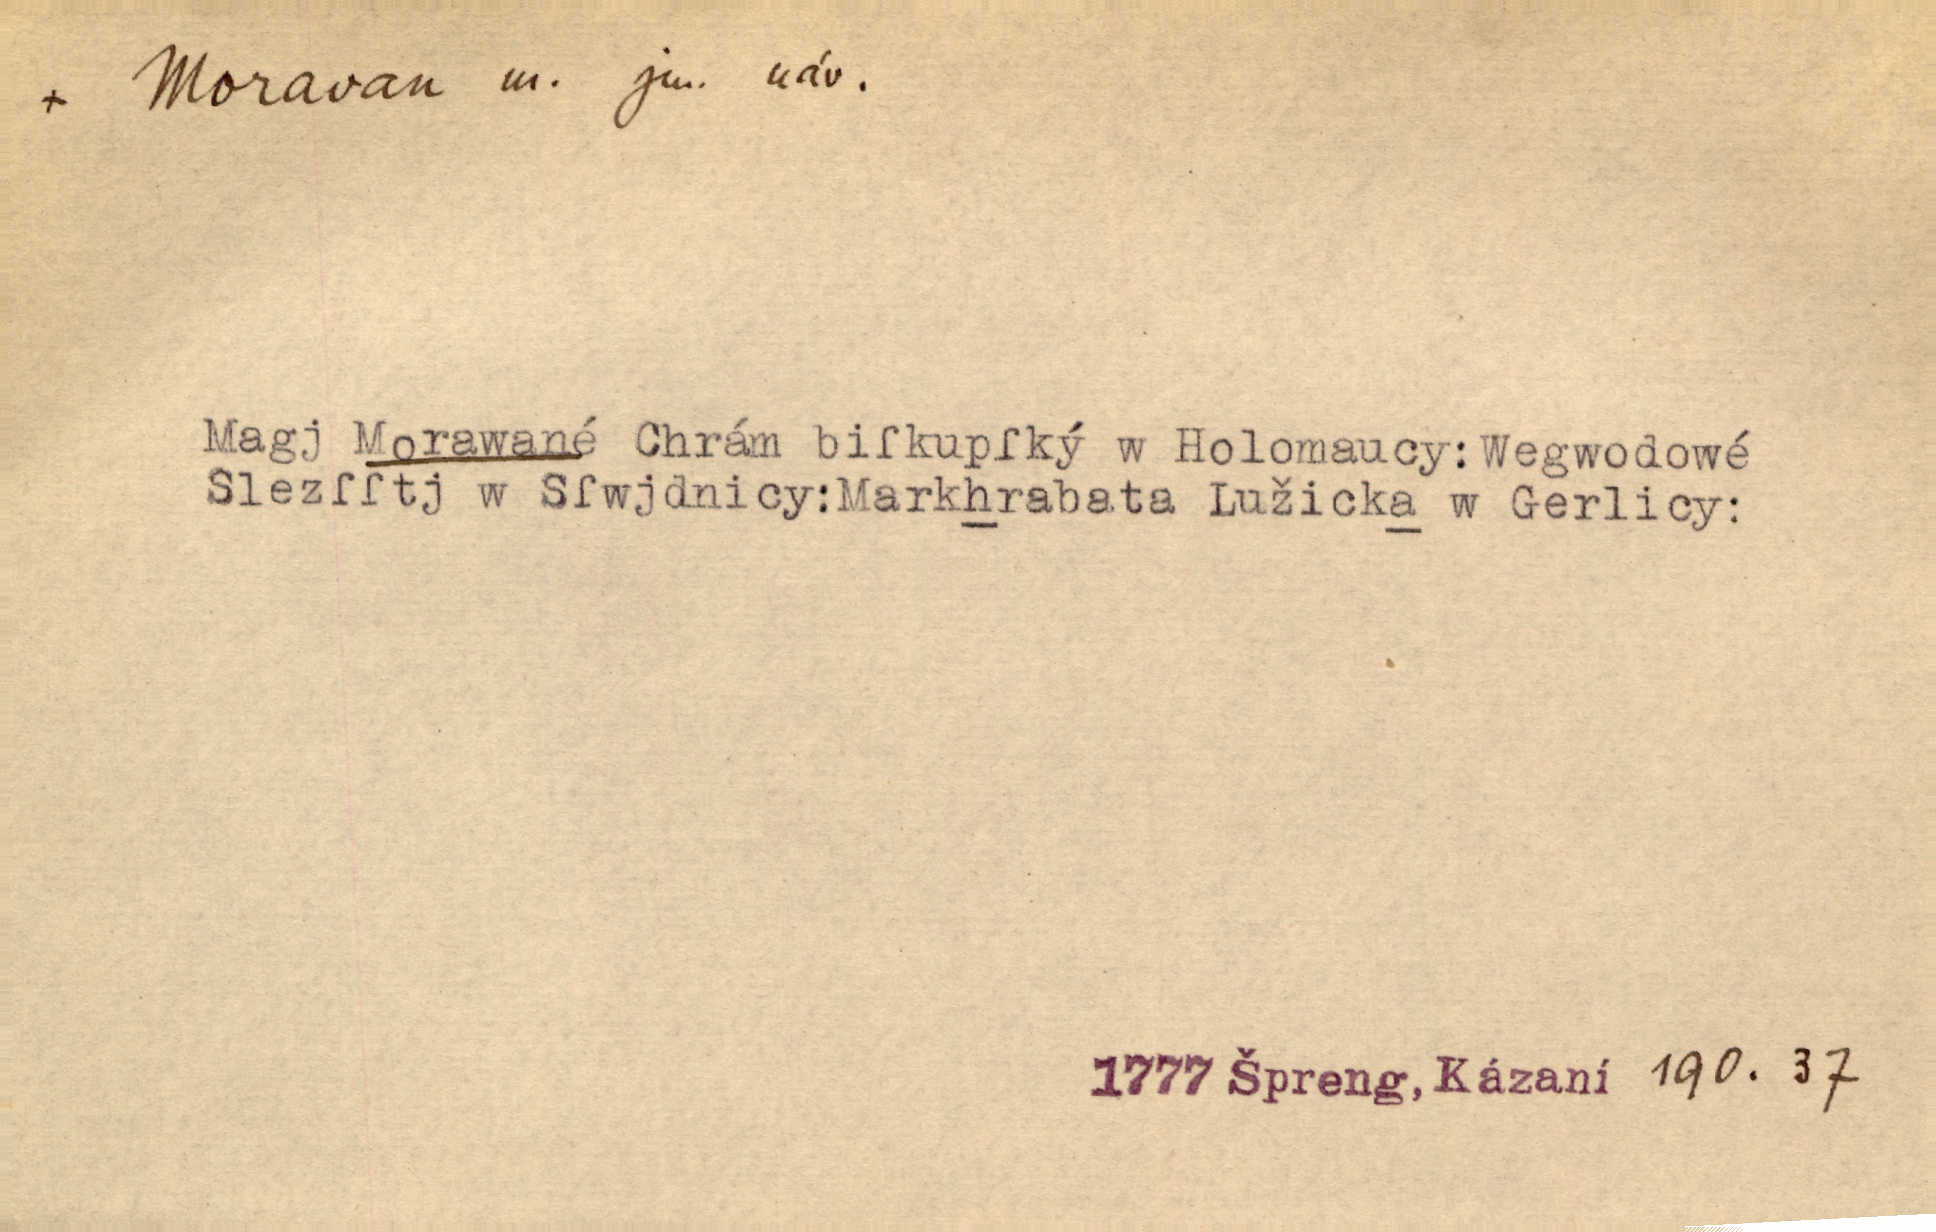 + Moravan m. jm. náv.
Magj Morawané Chrám biſkupſký w Holomaucy:Wegwodowé
Slezſſtj w Sſwjdnicy:Markhrabata Lužicka w Gerlicy:
1777 Špreng, Kázaní 190. 37